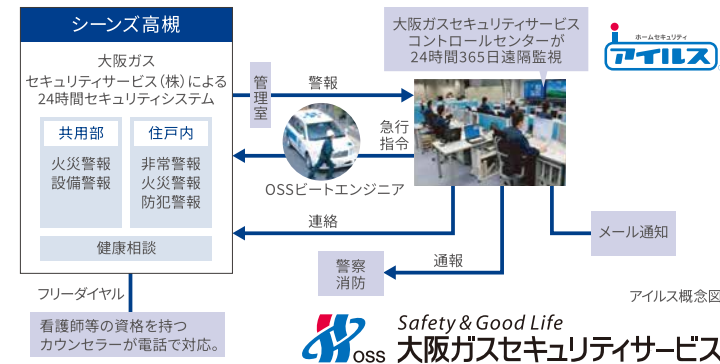 シーンズ高槻
大阪ガス
セキュリティサービス(株)による
24時間セキュリティシステム
共用部
火災警報
設備警報
住戸内
非常警報
火災警報
防犯警報
健康相談
フリーダイヤル
看護師等の資格を持つ
カウンセラーが電話で対応。
管理室
警報
急行
指令
OSSビートエンジニア
連絡
警察
消防
通報
大阪ガスセキュリティサービス
コントロールセンターが
24時間365日遠隔監視
ホームセキュリティ
アイルス
メール通知
アイルス概念図
OSS
Safety & Good Life
大阪ガスセキュリティサービス